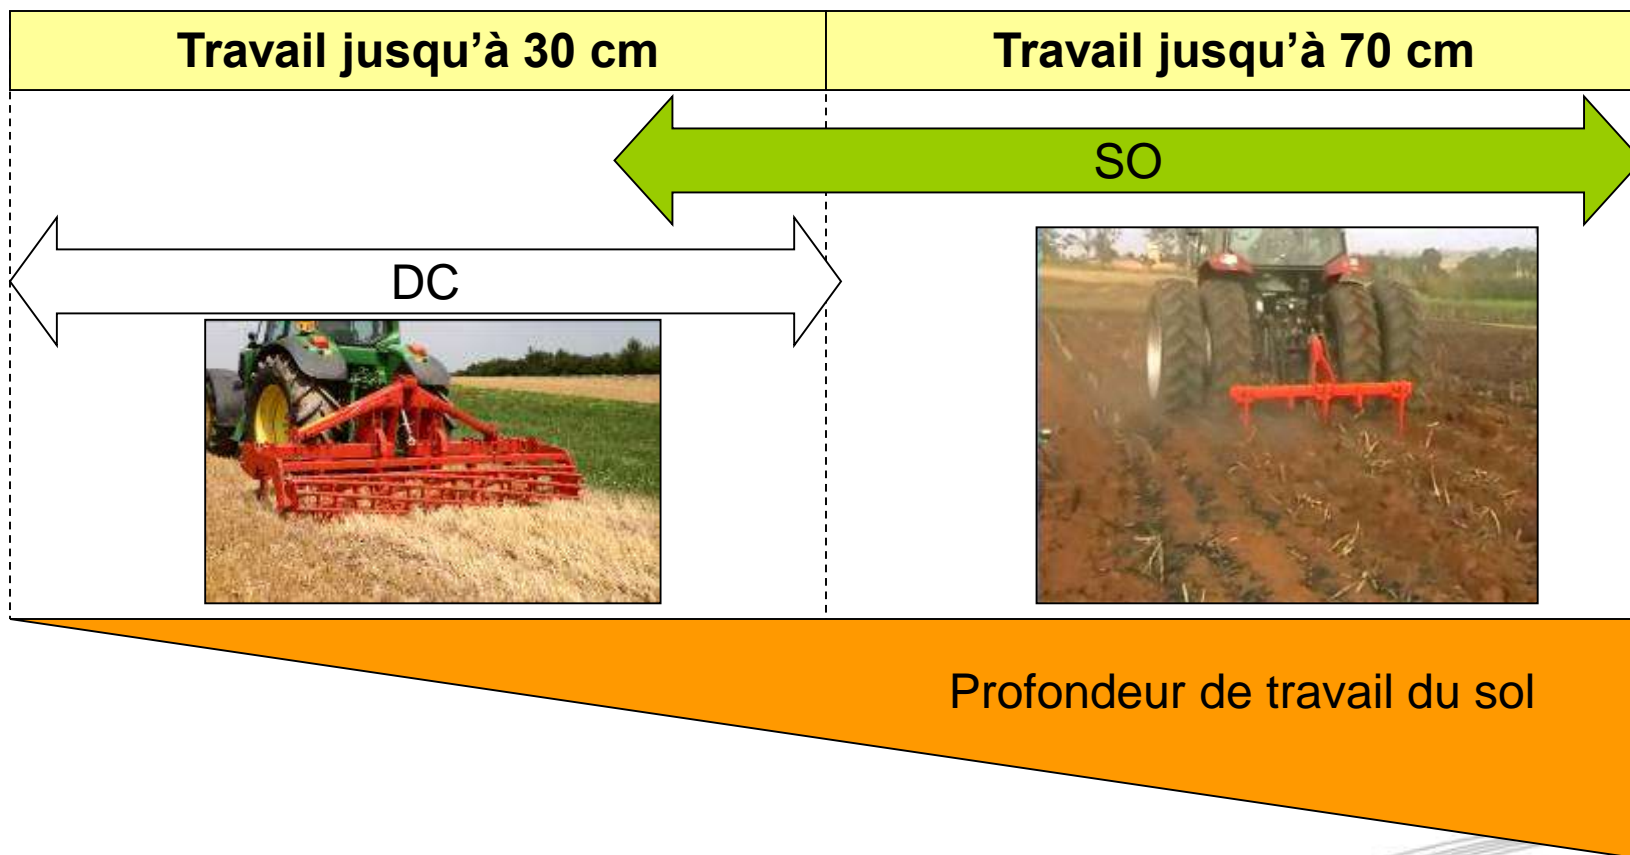 Travail jusqu’à 30 cm
Travail jusqu’à 70 cm
SO
DC
Profondeur de travail du sol